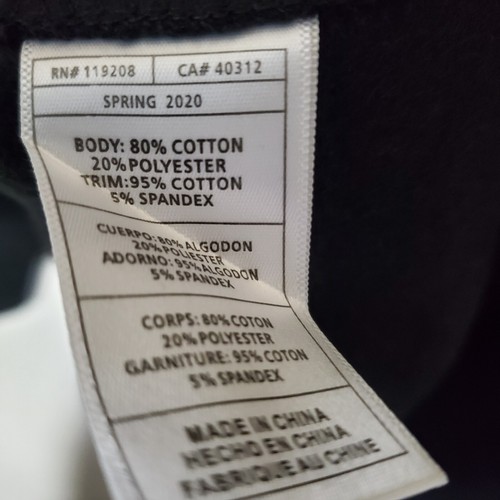 RN# 119208 CA# 40312
SPRING 2020
BODY: 80% COTTON
20% POLYESTER
TRIM: 95% COTTON
5% SPANDEX
CUERPO: 80% ALGODON
20% POLIESTER
ADORNO: 95% ALGODON
5% SPANDEX
CORPS: 80% COTON
20% POLYESTER
GARNITURE: 95% COTON
5% SPANDEX
MADE IN CHINA
HECHO EN CHINA
FABRIQUE AU CHINE